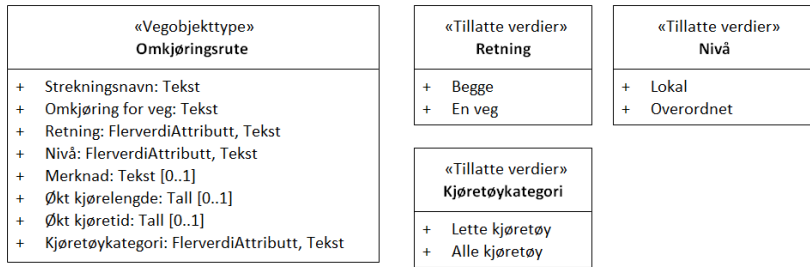 «Vegobjekttype»
Omkjøringsrute
+ Strekningsnavn: Tekst
+ Omkjøring for veg: Tekst
+ Retning: FlerverdiAttributt, Tekst
+ Nivå: FlerverdiAttributt, Tekst
+ Merknad: Tekst [0..1]
+ Økt kjørelengde: Tall [0..1]
+ Økt kjøretid: Tall [0..1]
+ Kjøretøykategori: FlerverdiAttributt, Tekst
«Tillatte verdier»
Retning
+ Begge
+ En veg
«Tillatte verdier»
Nivå
+ Lokal
+ Overordnet
«Tillatte verdier»
Kjøretøykategori
+ Lette kjøretøy
+ Alle kjøretøy